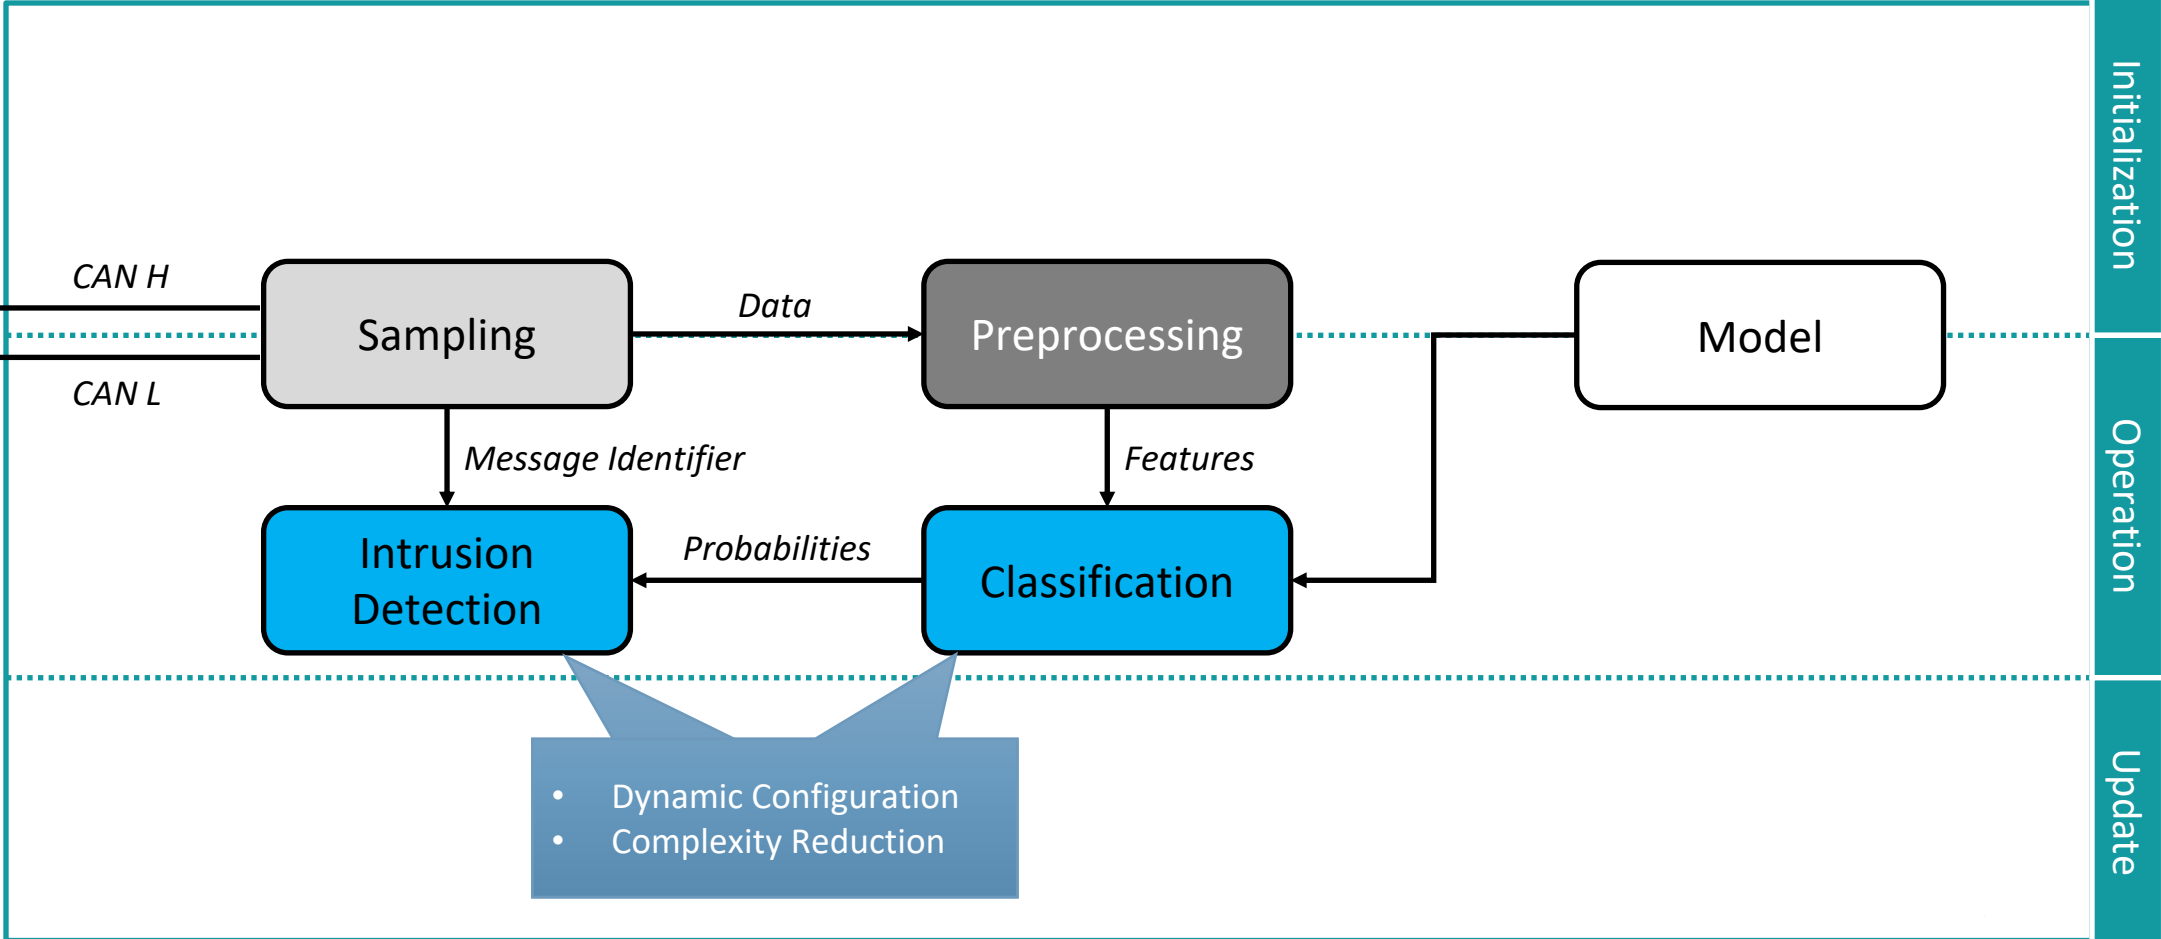 Initialization
CAN H
Sampling
Data
Preprocessing
Model
CAN L
Operation
Message Identifier
Features
Intrusion
Detection
Probabilities
Classification
Update
• Dynamic Configuration
• Complexity Reduction